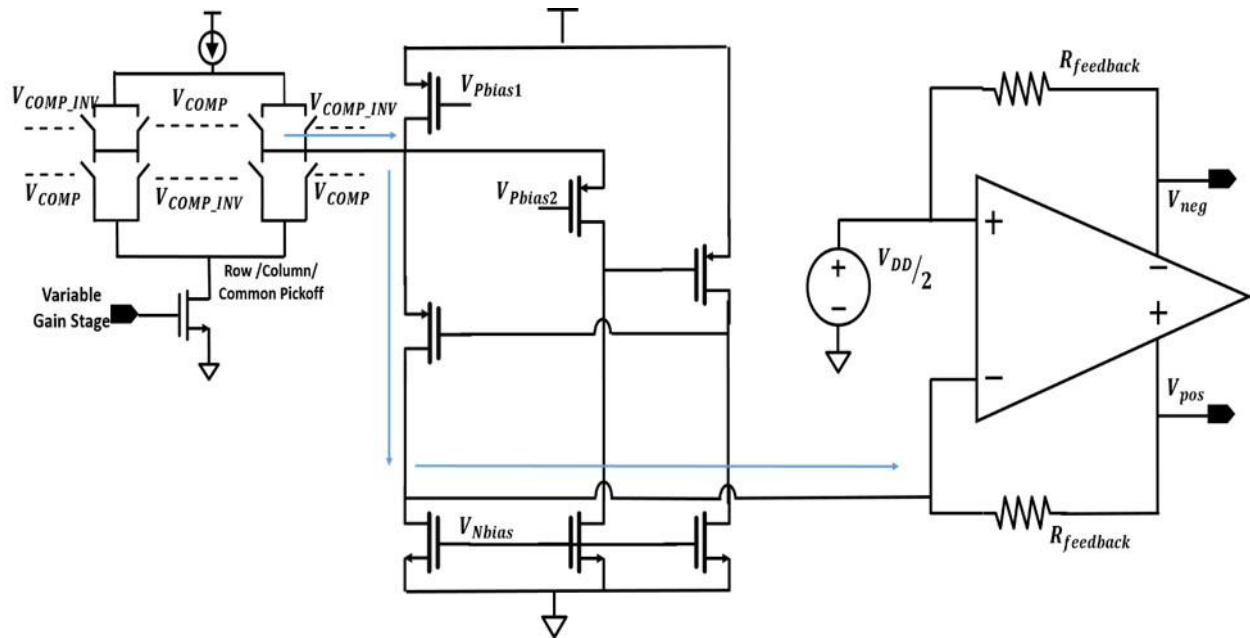 V_COMP_INV
V_COMP
V_COMP_INV
V_COMP
V_COMP_INV
V_COMP
Row /Column/
Common Pickoff
Variable
Gain Stage
V_Pbias1
V_Pbias2
V_Nbias
R_feedback
V_DD/2
+
−
+
−
−
+
V_neg
V_pos
R_feedback